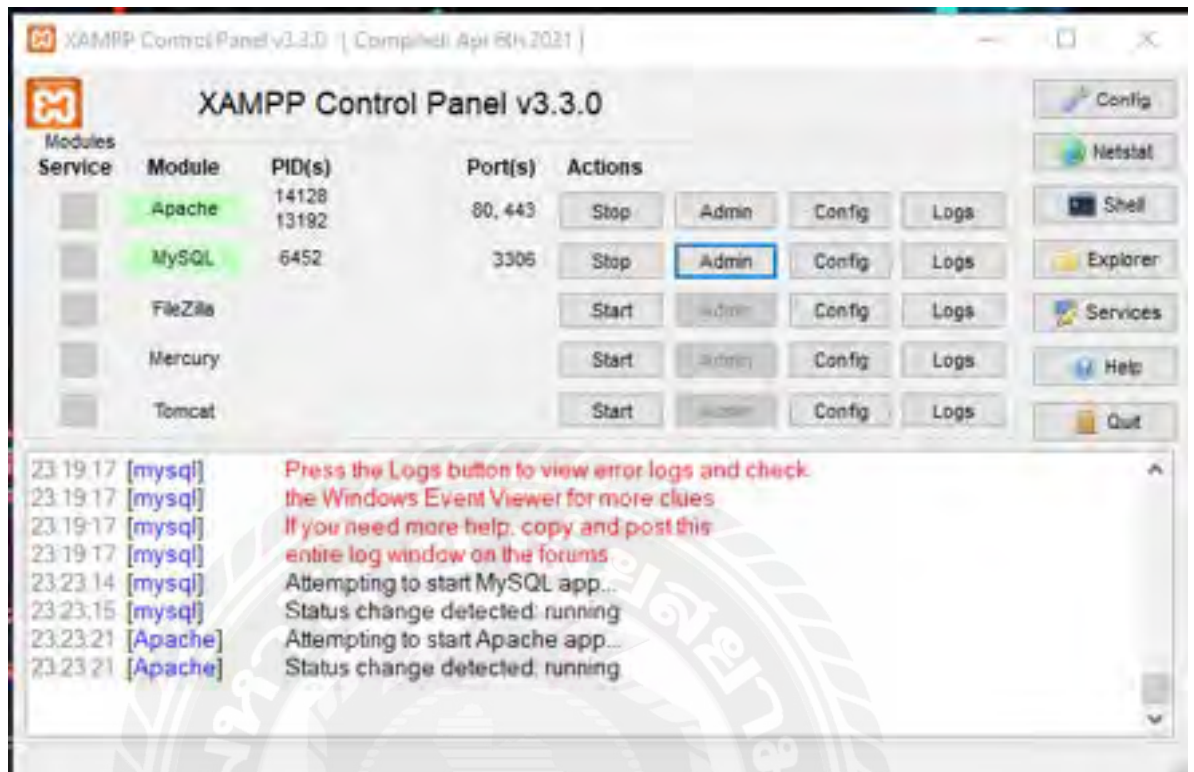 XAMPP Control Panel v3.3.0 [ Compiled: Apr 6th 2021 ]
XAMPP Control Panel v3.3.0
Config
Modules
Service Module PID(s) Port(s) Actions
Netstat
Apache 14128 13192 80, 443 Stop Admin Config Logs
Shell
MySQL 6452 3306 Stop Admin Config Logs
Explorer
FileZilla Start Admin Config Logs
Services
Mercury Start Admin Config Logs
Help
Tomcat Start Admin Config Logs
Quit
23:19:17 [mysql] Press the Logs button to view error logs and check
23:19:17 [mysql] the Windows Event Viewer for more clues
23:19:17 [mysql] If you need more help, copy and post this
23:19:17 [mysql] entire log window on the forums
23:23:14 [mysql] Attempting to start MySQL app...
23:23:15 [mysql] Status change detected: running
23:23:21 [Apache] Attempting to start Apache app...
23:23:21 [Apache] Status change detected: running